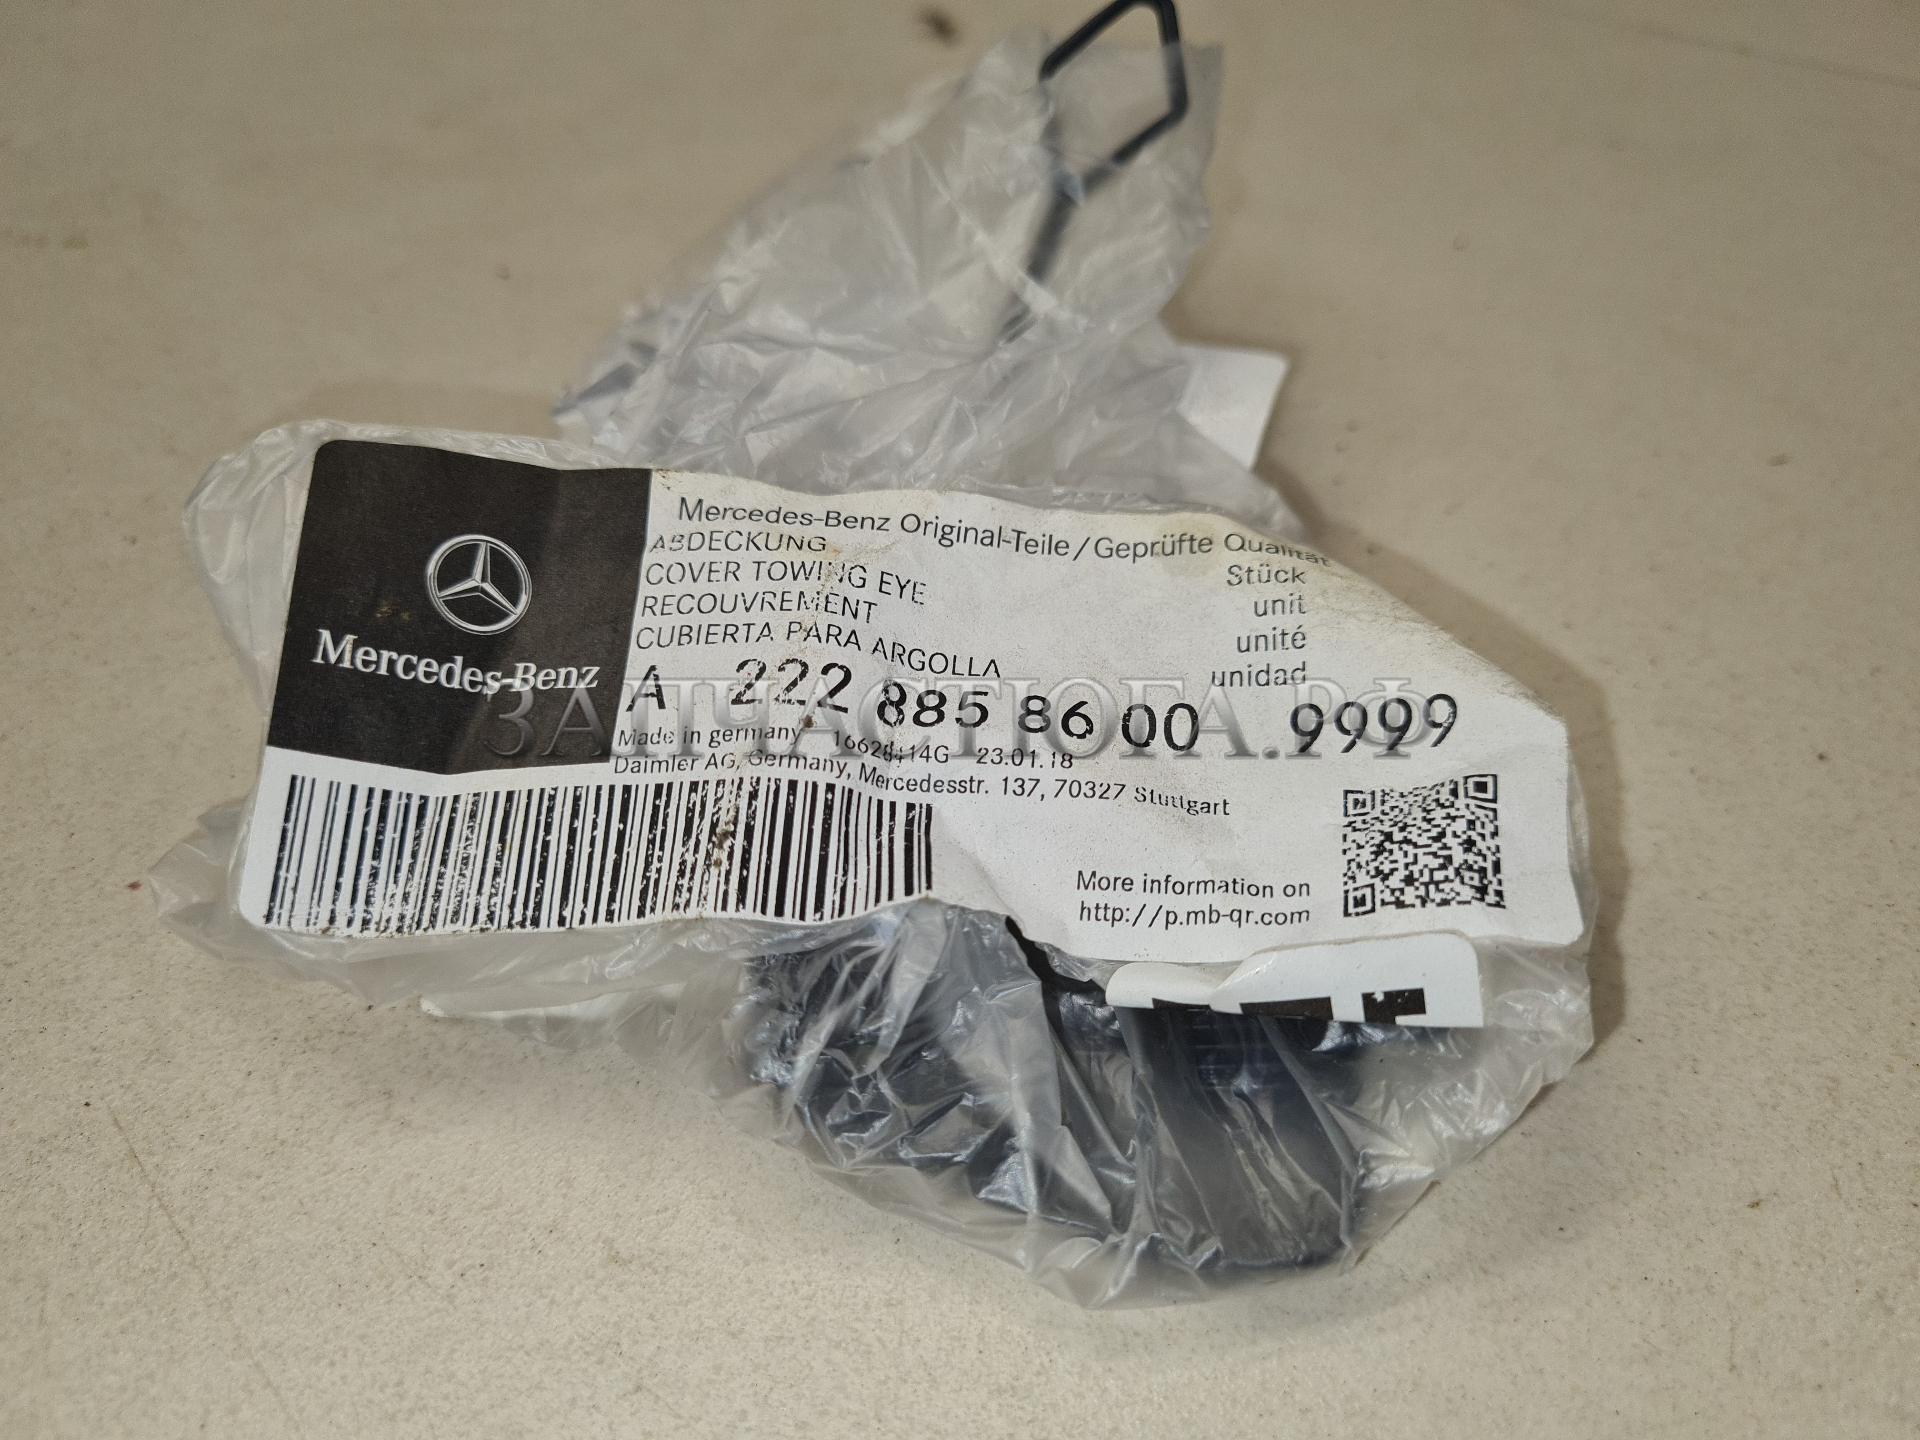 Mercedes-Benz
Mercedes-Benz Original-Teile / Geprüfte Qualität
ABDECKUNG Stück
COVER TOWING EYE unit
RECOUVREMENT unité
CUBIERTA PARA ARGOLLA unidad
A 222 885 86 00 9999
Made in germany 23.01.18
Daimler AG, Germany, Mercedesstr. 137, 70327 Stuttgart
More information on
http://p.mb-qr.com
ЗАПЧАСТЮГА.РФ